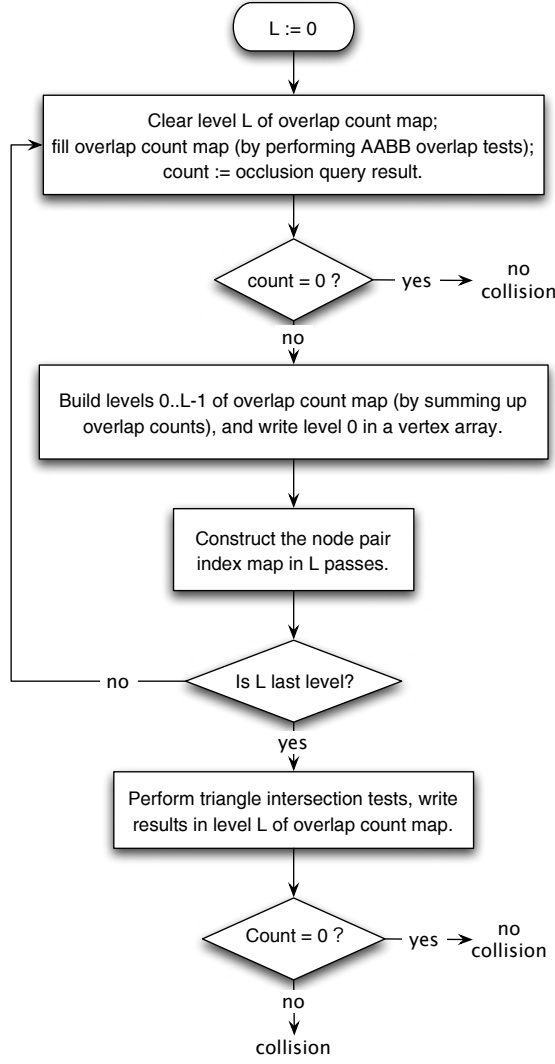 L := 0
Clear level L of overlap count map;
fill overlap count map (by performing AABB overlap tests);
count := occlusion query result.
count = 0 ?
yes
no
collision
no
Build levels 0..L-1 of overlap count map (by summing up
overlap counts), and write level 0 in a vertex array.
Construct the node pair
index map in L passes.
no
Is L last level?
yes
Perform triangle intersection tests, write
results in level L of overlap count map.
Count = 0 ?
yes
no
collision
no
collision